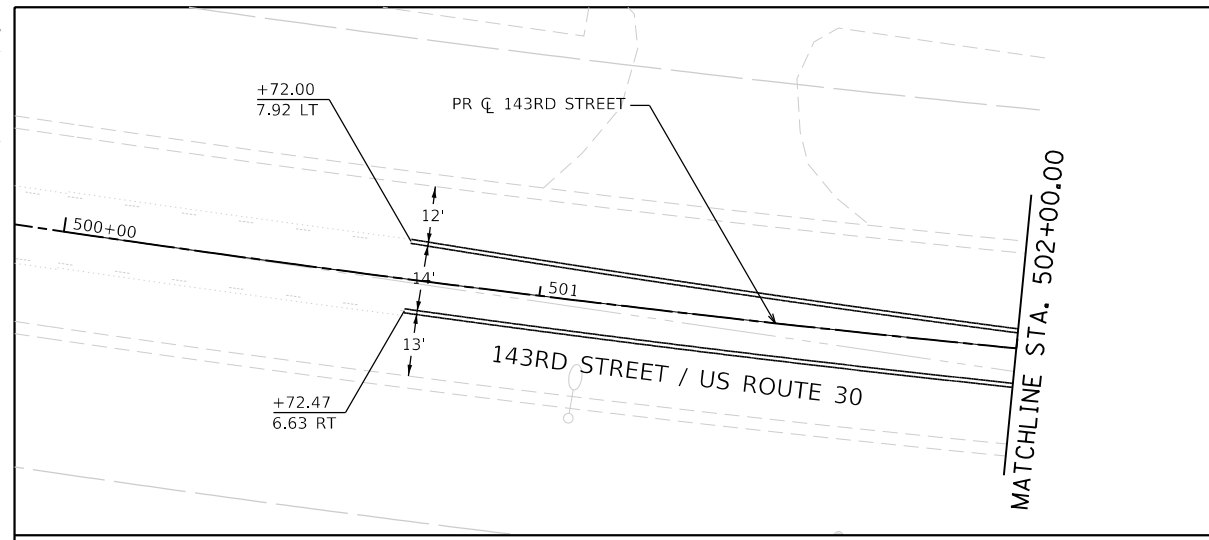 +72.00
7.92 LT
PR ℄ 143RD STREET
12'
500+00
14'
501
13'
143RD STREET / US ROUTE 30
+72.47
6.63 RT
MATCHLINE STA. 502+00.00